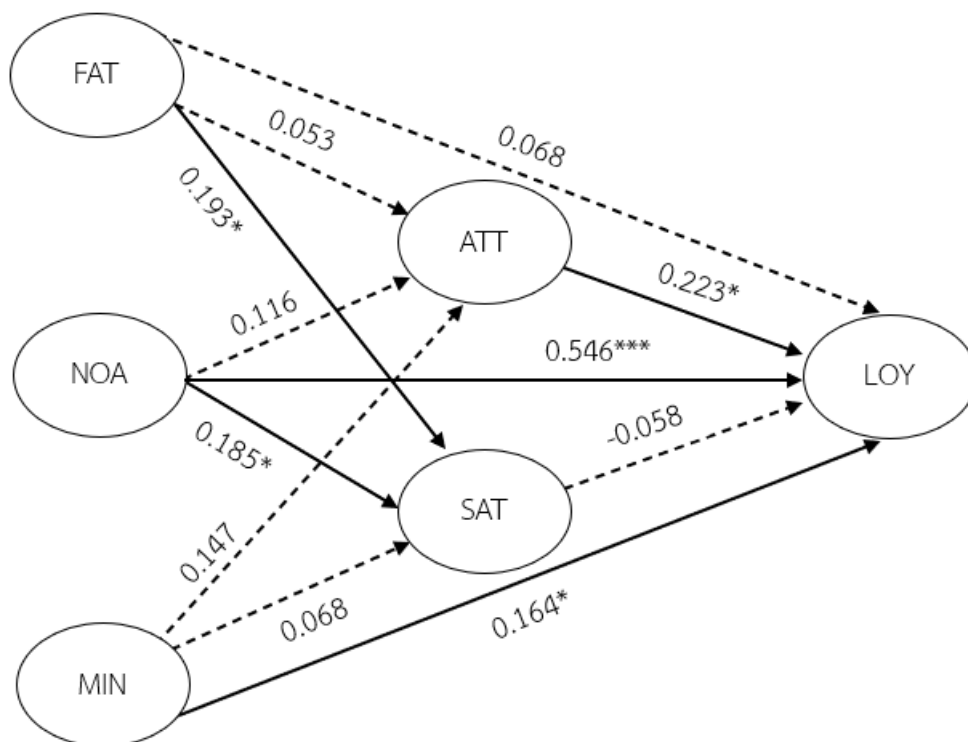 FAT
0.053
0.068
0.193*
ATT
0.223*
0.116
NOA
0.546***
LOY
0.185*
-0.058
SAT
0.147
0.068
0.164*
MIN